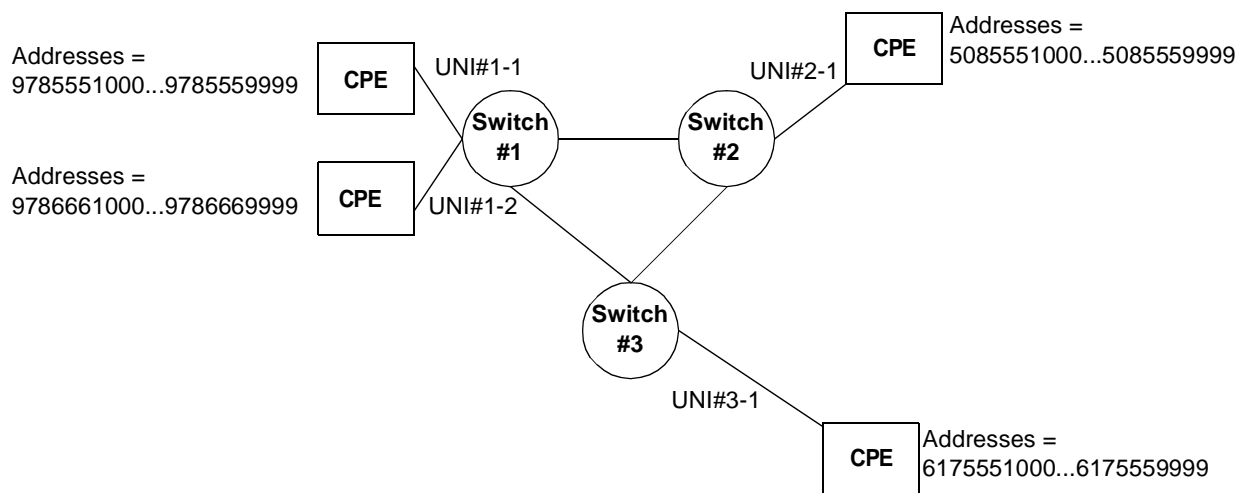 Addresses =
9785551000...9785559999
CPE
UNI#1-1
Addresses =
9786661000...9786669999
CPE
UNI#1-2
Switch
#1
Switch
#2
UNI#2-1
CPE
Addresses =
5085551000...5085559999
Switch
#3
UNI#3-1
CPE
Addresses =
6175551000...6175559999